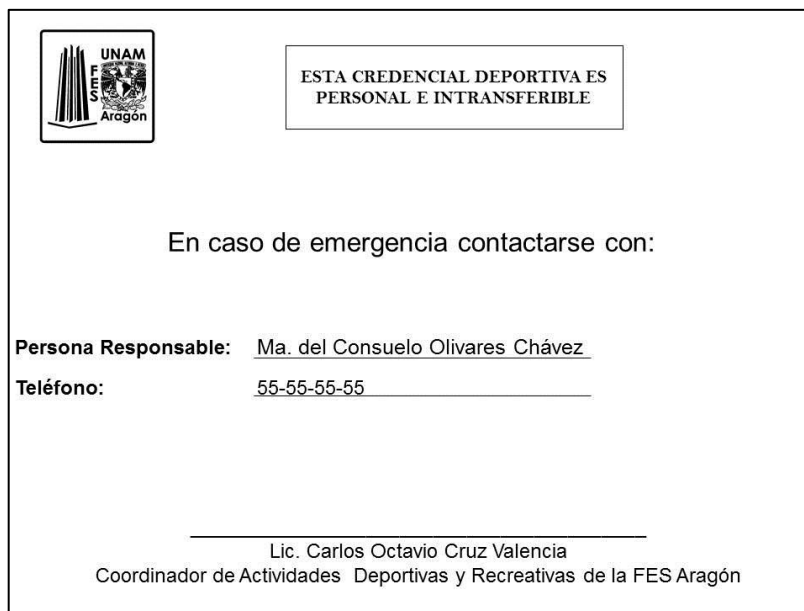 UNAM
FES
Aragón
ESTA CREDENCIAL DEPORTIVA ES
PERSONAL E INTRANSFERIBLE
En caso de emergencia contactarse con:
Persona Responsable: Ma. del Consuelo Olivares Chávez
Teléfono: 55-55-55-55
Lic. Carlos Octavio Cruz Valencia
Coordinador de Actividades Deportivas y Recreativas de la FES Aragón